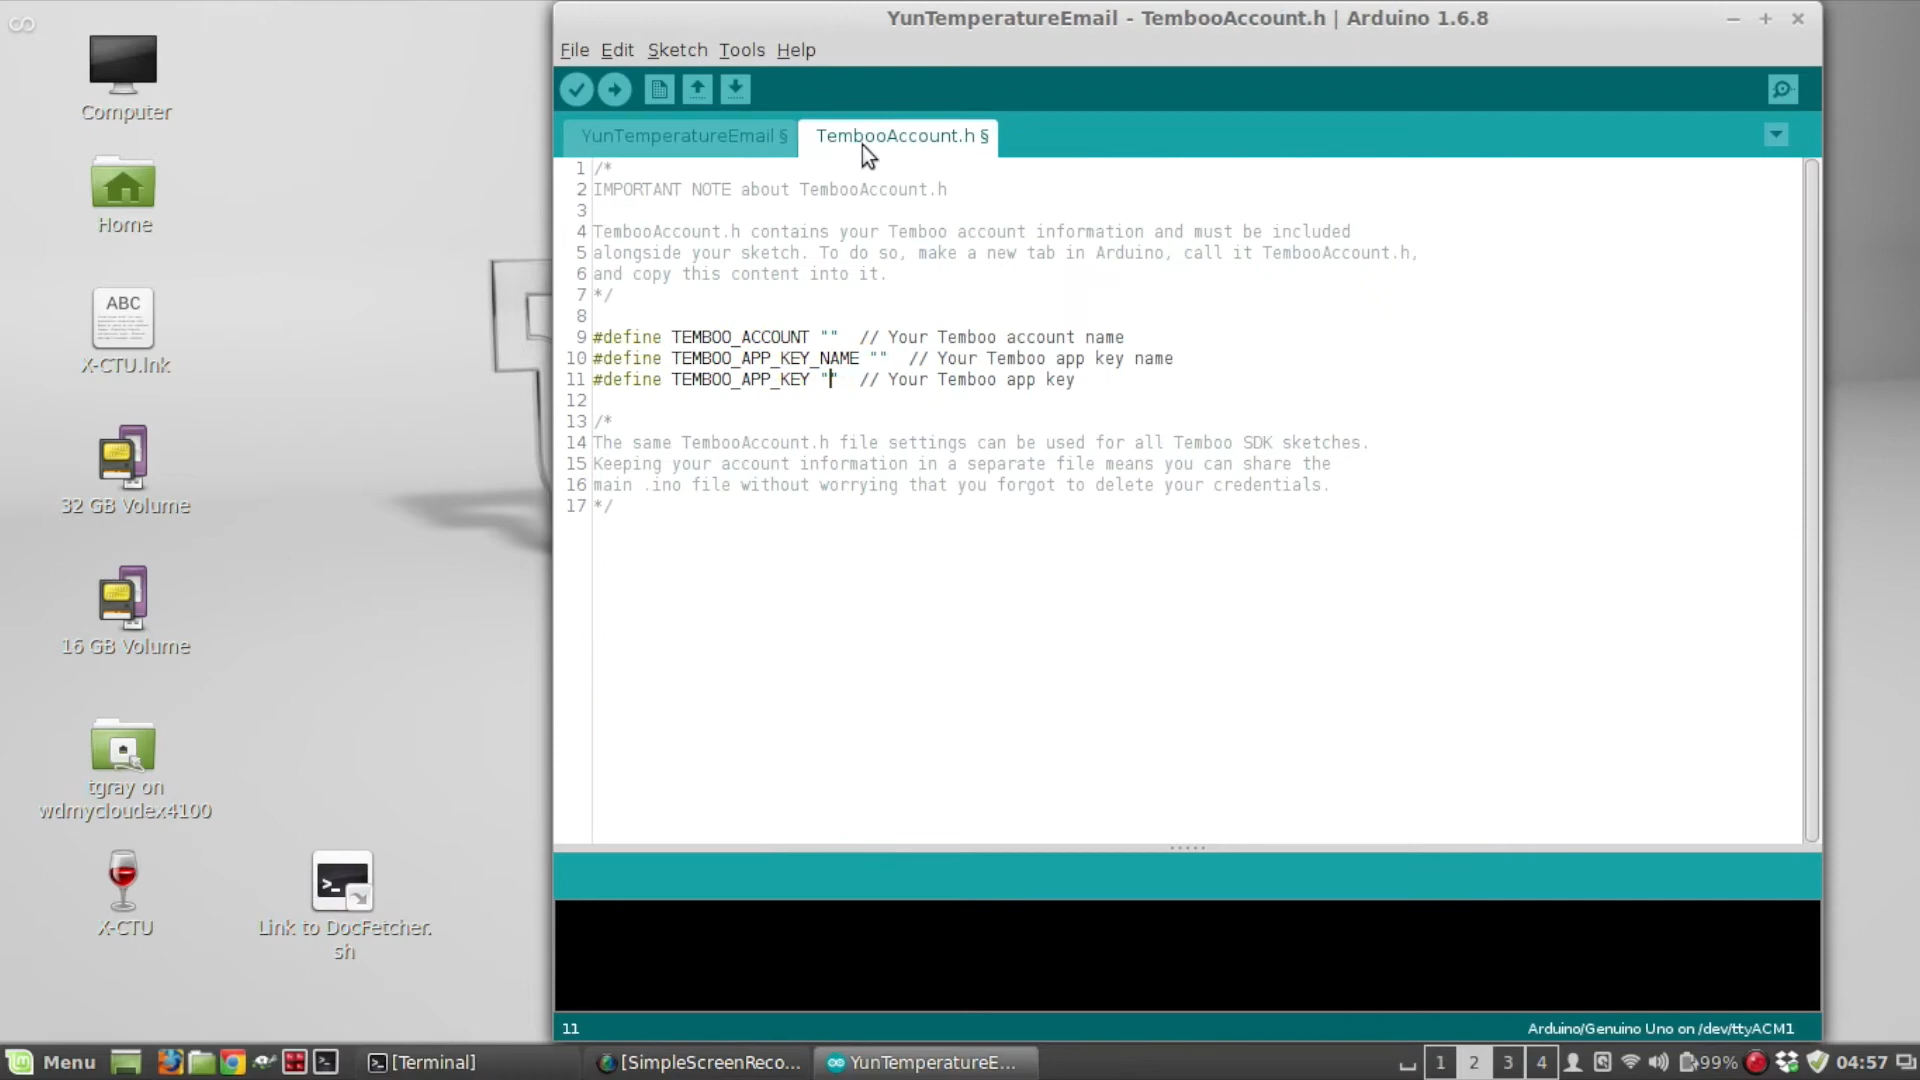 YunTemperatureEmail - TembooAccount.h | Arduino 1.6.8
File Edit Sketch Tools Help
YunTemperatureEmail § TembooAccount.h §
1 /*
2 IMPORTANT NOTE about TembooAccount.h
3
4 TembooAccount.h contains your Temboo account information and must be included
5 alongside your sketch. To do so, make a new tab in Arduino, call it TembooAccount.h,
6 and copy this content into it.
7 */
8
9 #define TEMBOO_ACCOUNT ""  // Your Temboo account name
10 #define TEMBOO_APP_KEY_NAME ""  // Your Temboo app key name
11 #define TEMBOO_APP_KEY ""  // Your Temboo app key
12
13 /*
14 The same TembooAccount.h file settings can be used for all Temboo SDK sketches.
15 Keeping your account information in a separate file means you can share the
16 main .ino file without worrying that you forgot to delete your credentials.
17 */
11
Arduino/Genuino Uno on /dev/ttyACM1
Computer
Home
ABC
X-CTU.lnk
32 GB Volume
16 GB Volume
tgray on
wdmycloudex4100
X-CTU
Link to DocFetcher.
sh
Menu
[Terminal]
[SimpleScreenReco...
YunTemperatureE...
1 2 3 4
99%
04:57